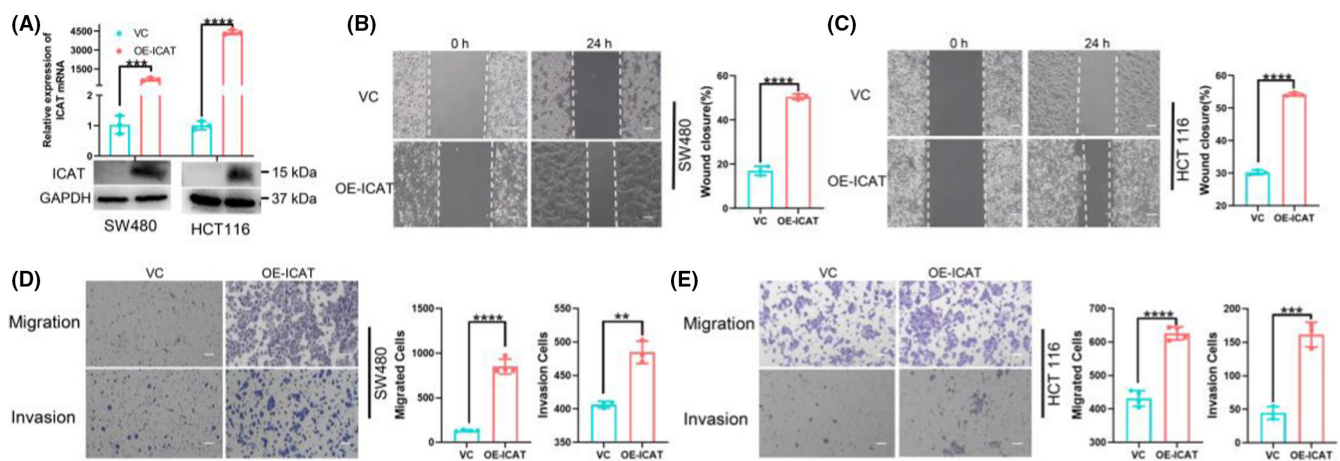 (A)
Relative expression of
ICAT mRNA
4500
3000
1500
2
1
0
VC
OE-ICAT
***
****
ICAT
GAPDH
15 kDa
37 kDa
SW480
HCT116
(B)
0 h
24 h
VC
OE-ICAT
SW480
Wound closure(%)
60
40
20
0
****
VC
OE-ICAT
(C)
0 h
24 h
VC
OE-ICAT
HCT 116
Wound closure(%)
60
50
40
30
20
****
VC
OE-ICAT
(D)
VC
OE-ICAT
Migration
Invasion
SW480
Migrated Cells
1500
1000
500
0
****
VC
OE-ICAT
Invasion Cells
550
500
450
400
350
**
VC
OE-ICAT
(E)
VC
OE-ICAT
Migration
Invasion
HCT 116
Migrated Cells
700
600
500
400
300
****
VC
OE-ICAT
Invasion Cells
200
150
100
50
0
***
VC
OE-ICAT